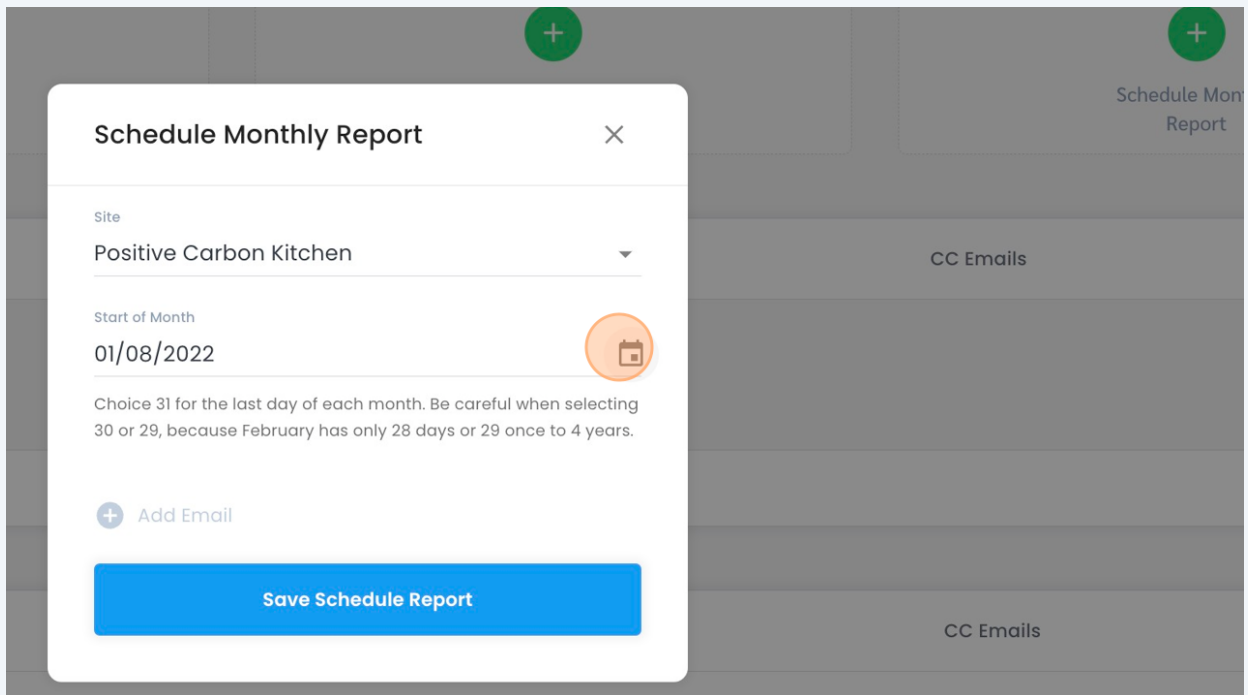 Schedule Mon
Report
Schedule Monthly Report
Site
Positive Carbon Kitchen
CC Emails
Start of Month
01/08/2022
Choice 31 for the last day of each month. Be careful when selecting
30 or 29, because February has only 28 days or 29 once to 4 years.
Add Email
Save Schedule Report
CC Emails